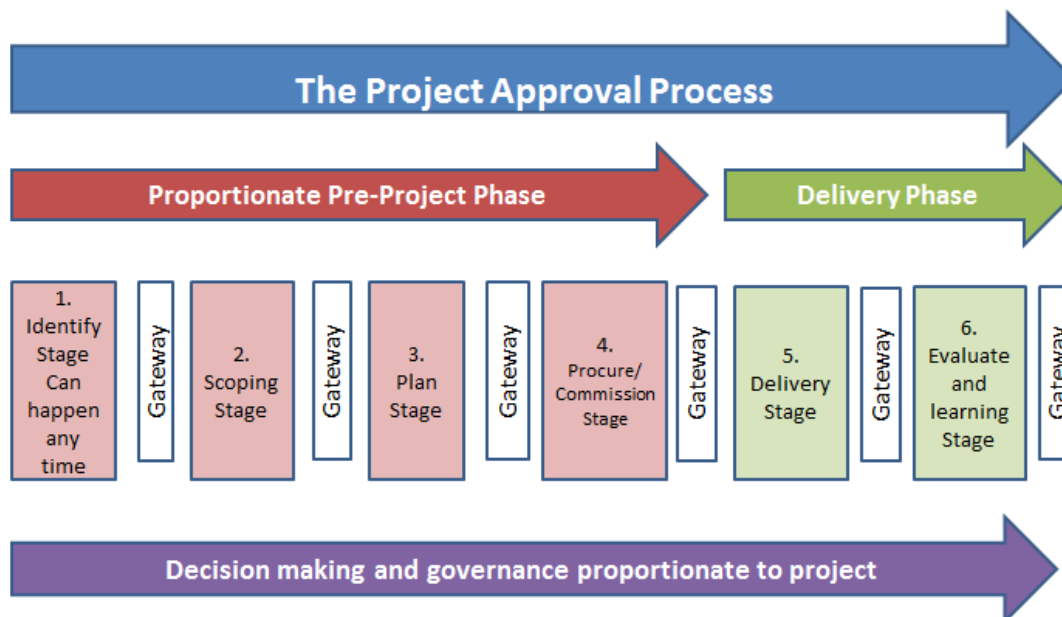 The Project Approval Process
Proportionate Pre-Project Phase
Delivery Phase
1.
Identify
Stage
Can
happen
any
time
Gateway
2.
Scoping
Stage
Gateway
3.
Plan
Stage
Gateway
4.
Procure/
Commission
Stage
Gateway
5.
Delivery
Stage
Gateway
6.
Evaluate
and
learning
Stage
Gateway
Decision making and governance proportionate to project